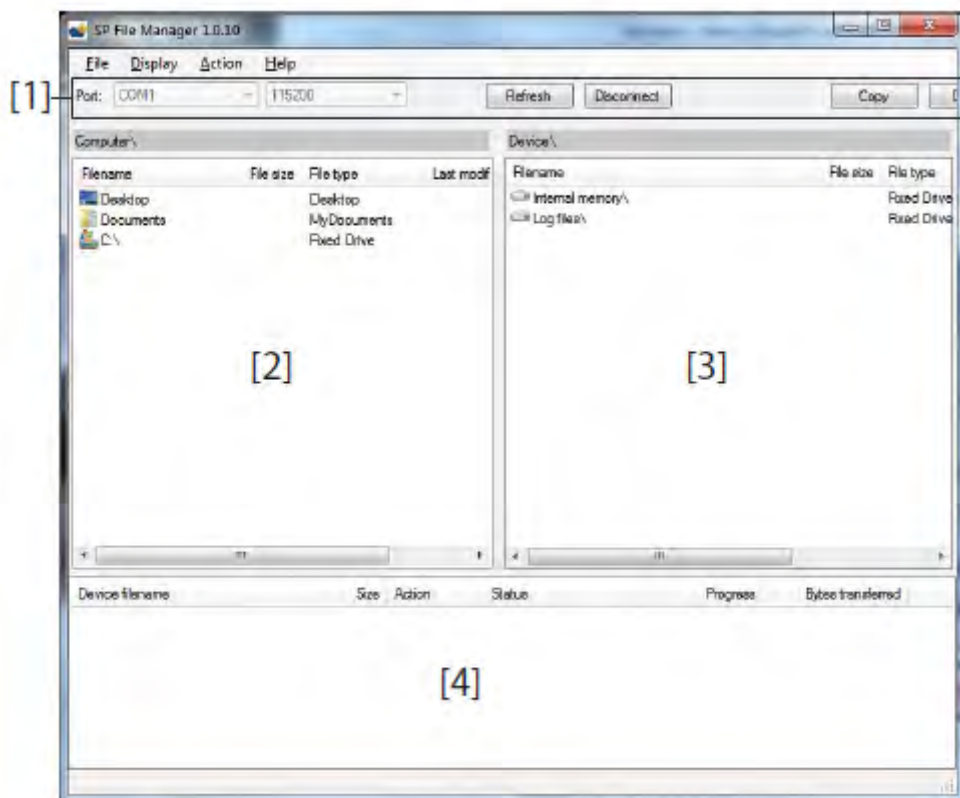 SP File Manager 1.0.10
File Display Action Help
[1]
Port: COM1 115200 Refresh Disconnect Copy
Computer\
Filename File size File type Last modif
Desktop Desktop
Documents MyDocuments
C:\ Fixed Drive
[2]
Device\
Filename File size File type
Internal memory\ Fixed Drive
Log files\ Fixed Drive
[3]
Device filename Size Action Status Progress Bytes transferred
[4]